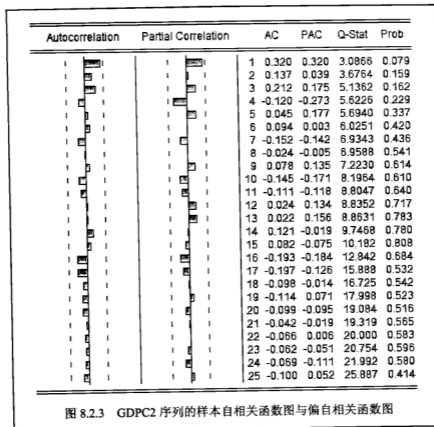 Autocorrelation Partial Correlation AC PAC Q-Stat Prob
1 0.320 0.320 3.0866 0.079
2 0.137 0.039 3.6764 0.159
3 0.212 0.175 5.1362 0.162
4 -0.120 -0.273 5.6226 0.229
5 0.045 0.177 5.6940 0.337
6 0.094 0.003 6.0251 0.420
7 -0.152 -0.142 6.9343 0.436
8 -0.024 -0.005 6.9588 0.541
9 0.078 0.135 7.2230 0.614
10 -0.145 -0.171 8.1964 0.610
11 -0.111 -0.118 8.8047 0.640
12 0.024 0.134 8.8352 0.717
13 0.022 0.156 8.8631 0.783
14 0.121 -0.019 9.7468 0.780
15 0.082 -0.075 10.182 0.808
16 -0.193 -0.184 12.842 0.684
17 -0.197 -0.126 15.888 0.532
18 -0.098 -0.014 16.725 0.542
19 -0.114 0.071 17.998 0.523
20 -0.099 -0.095 19.084 0.516
21 -0.042 -0.019 19.319 0.565
22 -0.066 0.006 20.000 0.583
23 -0.062 -0.051 20.754 0.596
24 -0.069 -0.111 21.992 0.580
25 -0.100 0.052 25.887 0.414
图 8.2.3 GDPC2 序列的样本自相关函数图与偏自相关函数图